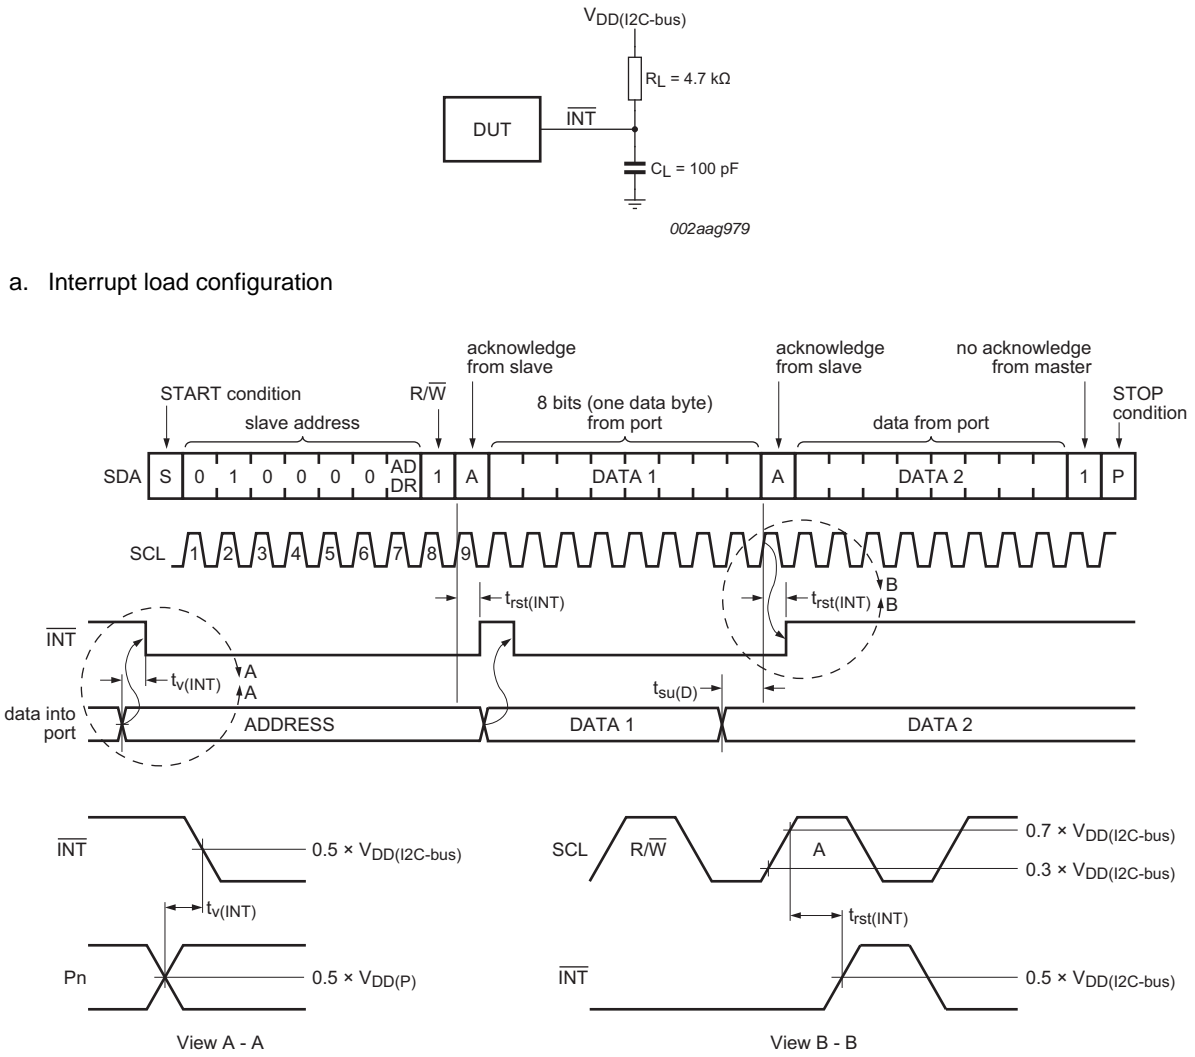 VDD(I2C-bus)
RL = 4.7 kΩ
DUT
INT
CL = 100 pF
002aag979
a. Interrupt load configuration
acknowledge
from slave
acknowledge
from slave
no acknowledge
from master
START condition
R/W
8 bits (one data byte)
from port
STOP
condition
slave address
data from port
SDA S 0 1 0 0 0 0 AD DR 1 A DATA 1 A DATA 2 1 P
SCL 1 2 3 4 5 6 7 8 9
B
B
trst(INT)
trst(INT)
INT
A
A
tv(INT)
tsu(D)
data into
port
ADDRESS DATA 1 DATA 2
INT
0.5 × VDD(I2C-bus)
tv(INT)
Pn
0.5 × VDD(P)
View A - A
SCL R/W A
0.7 × VDD(I2C-bus)
0.3 × VDD(I2C-bus)
trst(INT)
INT
0.5 × VDD(I2C-bus)
View B - B